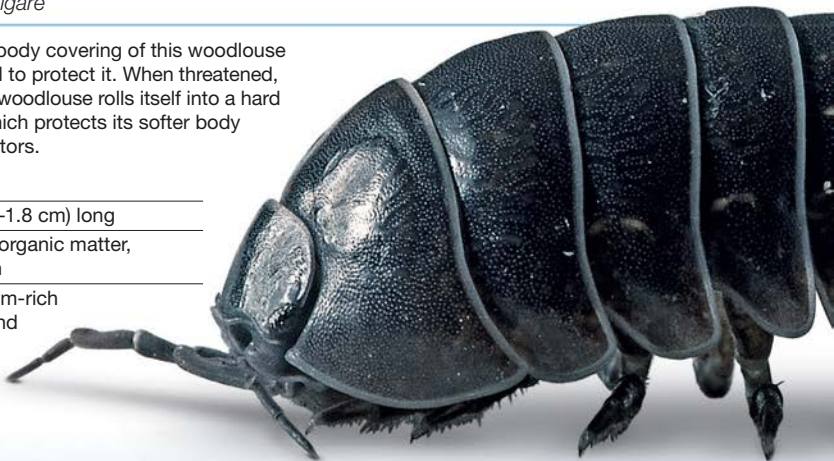 igare
body covering of this woodlouse
l to protect it. When threatened,
woodlouse rolls itself into a hard
hich protects its softer body
tors.
-1.8 cm) long
organic matter,
m-rich
nd